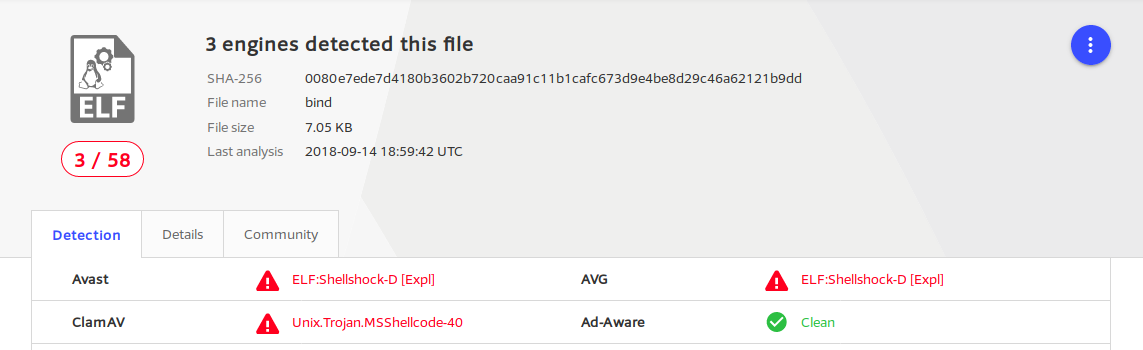 3 engines detected this file
SHA-256 0080e7ede7d4180b3602b720caa91c11b1cafc673d9e4be8d29c46a62121b9dd
File name bind
File size 7.05 KB
Last analysis 2018-09-14 18:59:42 UTC
ELF
3 / 58
Detection Details Community
Avast ELF:Shellshock-D [Expl] AVG ELF:Shellshock-D [Expl]
ClamAV Unix.Trojan.MSShellcode-40 Ad-Aware Clean